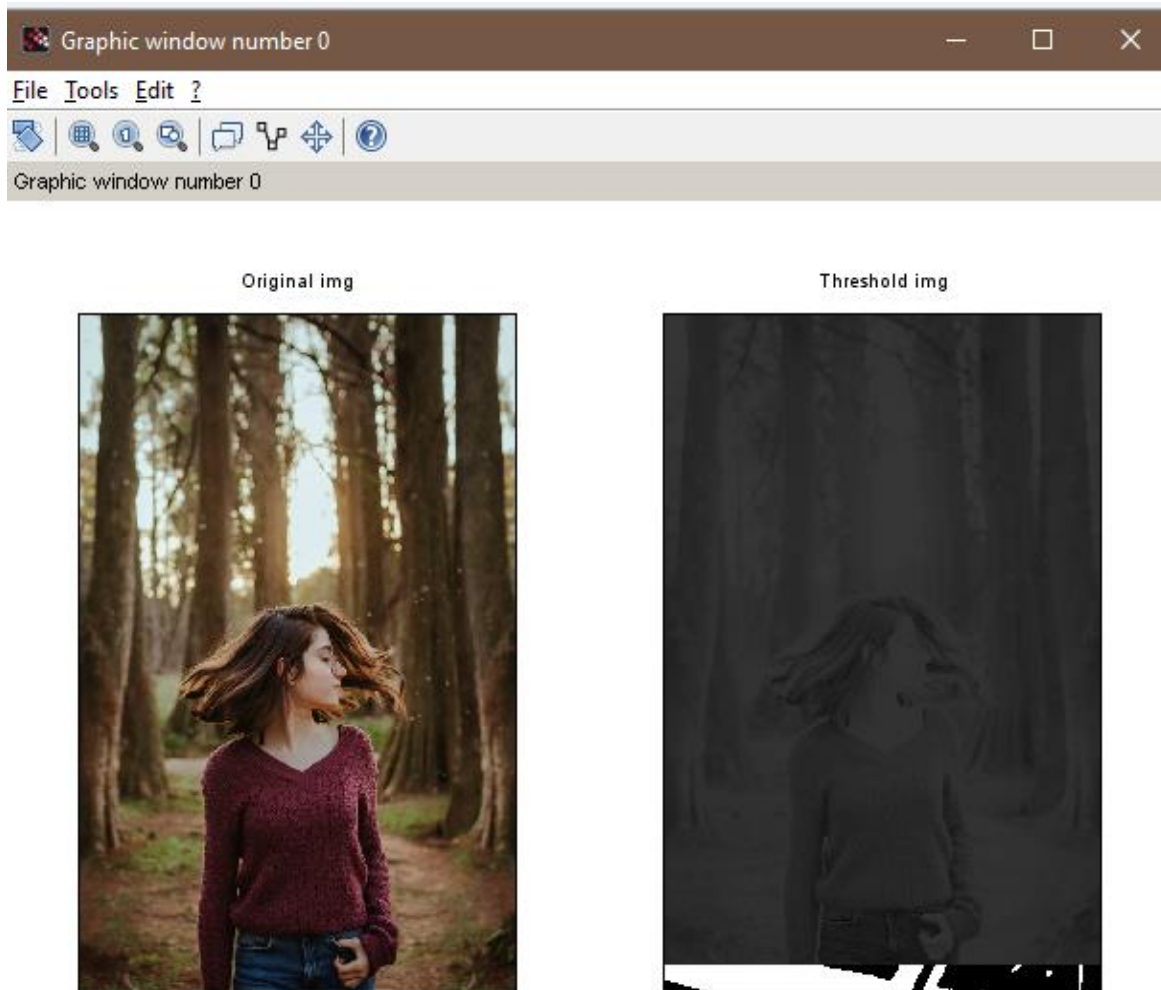 Graphic window number 0
File Tools Edit ?
Graphic window number 0
Original img
Threshold img